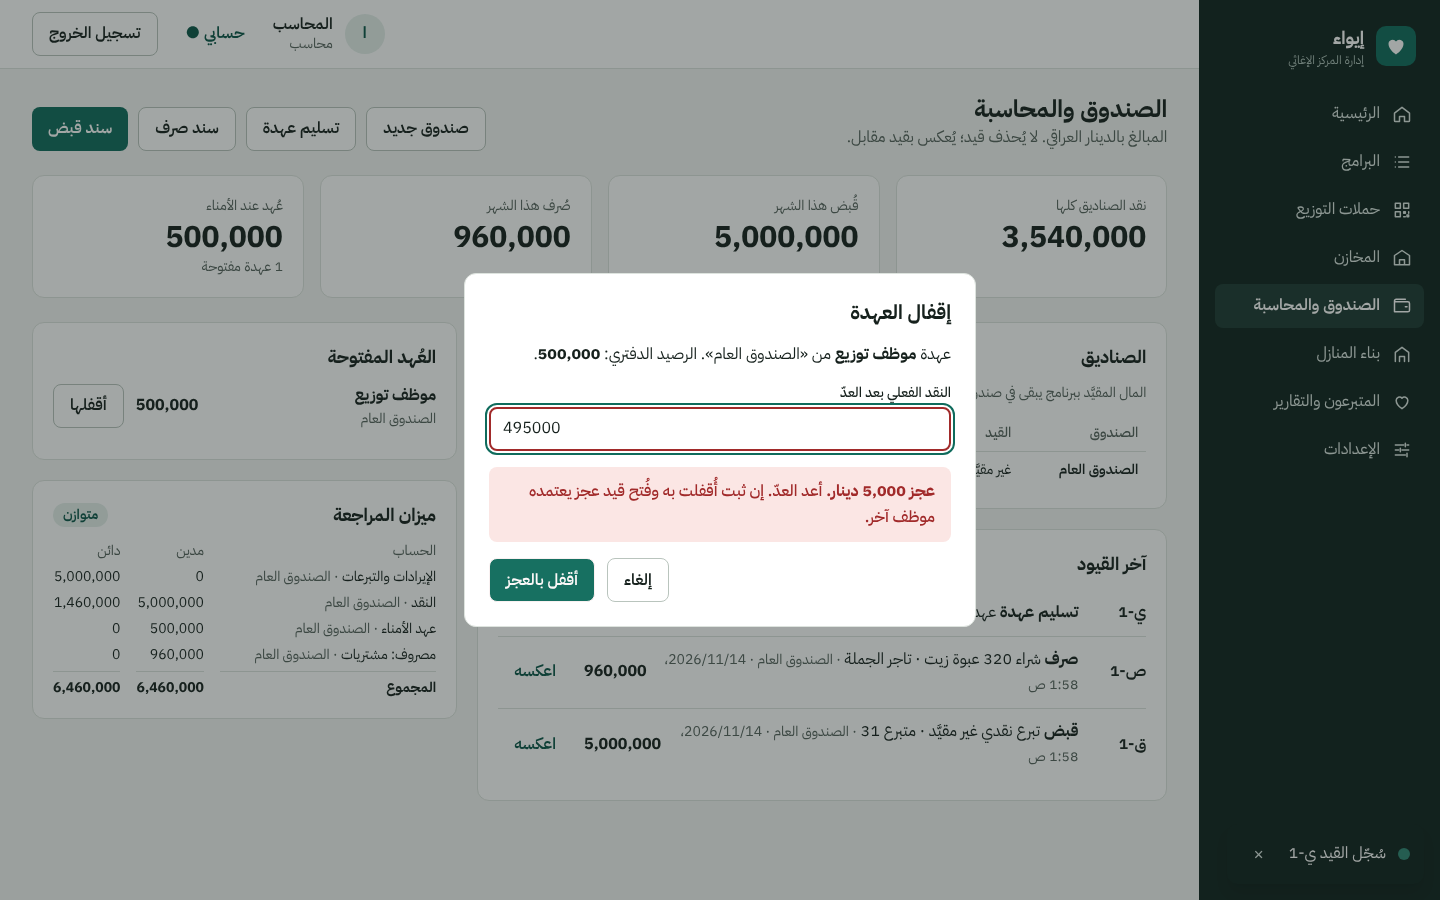 إيواء
إدارة المركز الإغاثي
الرئيسية
البرامج
حملات التوزيع
المخازن
الصندوق والمحاسبة
بناء المنازل
المتبرعون والتقارير
الإعدادات
سُجّل القيد ي-1 ×
ا
المحاسب
محاسب
حسابي
تسجيل الخروج
الصندوق والمحاسبة
المبالغ بالدينار العراقي. لا يُحذف قيد؛ يُعكس بقيد مقابل.
صندوق جديد
تسليم عهدة
سند صرف
سند قبض
نقد الصناديق كلها
3,540,000
قُبض هذا الشهر
5,000,000
صُرف هذا الشهر
960,000
عُهد عند الأمناء
500,000
1 عهدة مفتوحة
الصناديق
المال المقيَّد ببرنامج يبقى في
الصندوق القيد
الصندوق العام غير
آخر القيود
ي-1 تسليم عهدة
ص-1 صرف شراء 320 عبوة زيت · تاجر الجملة · الصندوق العام · 2026/11/14،
1:58 ص
960,000 اعكسه
ق-1 قبض تبرع نقدي غير مقيَّد · متبرع 31 · الصندوق العام · 2026/11/14،
1:58 ص
5,000,000 اعكسه
العُهد المفتوحة
موظف توزيع
الصندوق العام
500,000
أقفلها
ميزان المراجعة
متوازن
الحساب مدين دائن
الإيرادات والتبرعات · الصندوق العام 0 5,000,000
النقد · الصندوق العام 5,000,000 1,460,000
عهد الأمناء · الصندوق العام 500,000 0
مصروف: مشتريات · الصندوق العام 960,000 0
المجموع 6,460,000 6,460,000
إقفال العهدة
عهدة موظف توزيع من «الصندوق العام». الرصيد الدفتري: 500,000.
النقد الفعلي بعد العدّ
495000
عجز 5,000 دينار. أعد العدّ. إن ثبت أُقفلت به وفُتح قيد عجز يعتمده
موظف آخر.
إلغاء
أقفل بالعجز